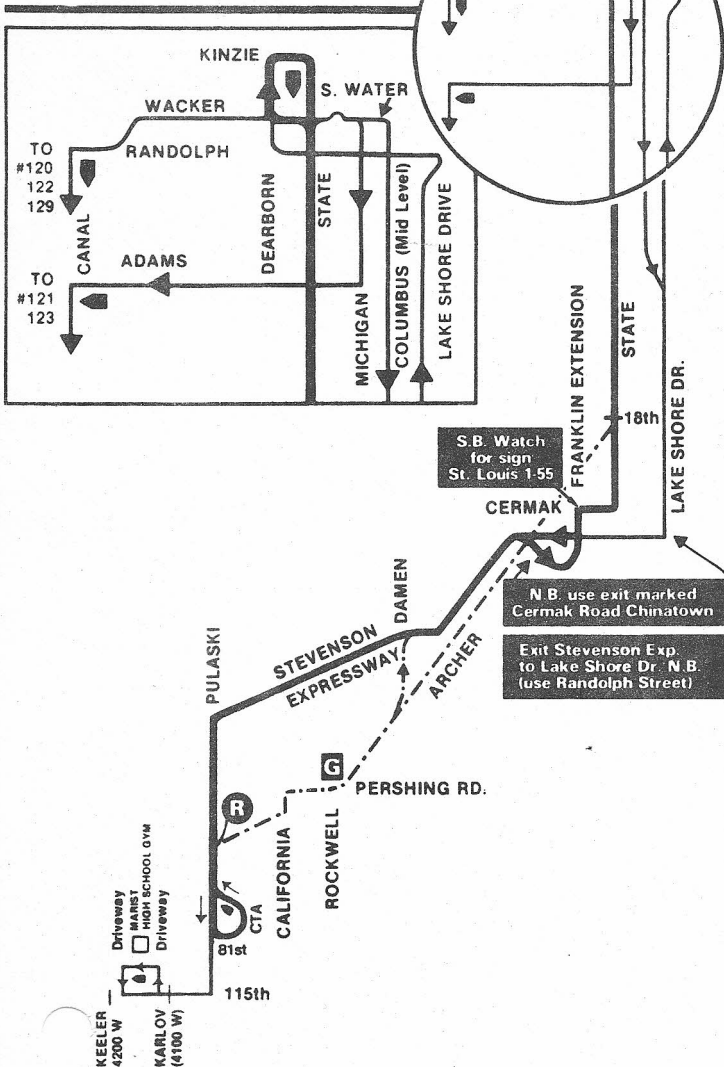 KINZIE
S. WATER
WACKER
TO
#120
122
129
RANDOLPH
CANAL
DEARBORN
STATE
MICHIGAN
COLUMBUS (Mid Level)
LAKE SHORE DRIVE
ADAMS
TO
#121
123
FRANKLIN EXTENSION
STATE
LAKE SHORE DR.
18th
S.B. Watch
for sign
St. Louis 1-55
CERMAK
N.B. use exit marked
Cermak Road Chinatown
Exit Stevenson Exp.
to Lake Shore Dr. N.B.
(use Randolph Street)
DAMEN
STEVENSON
EXPRESSWAY
ARCHER
PULASKI
G
PERSHING RD.
R
CALIFORNIA
ROCKWELL
CTA
81st
Driveway
MARIST
HIGH SCHOOL GYM
Driveway
115th
KEELER
4200 W
KARLOV
(4100 W)